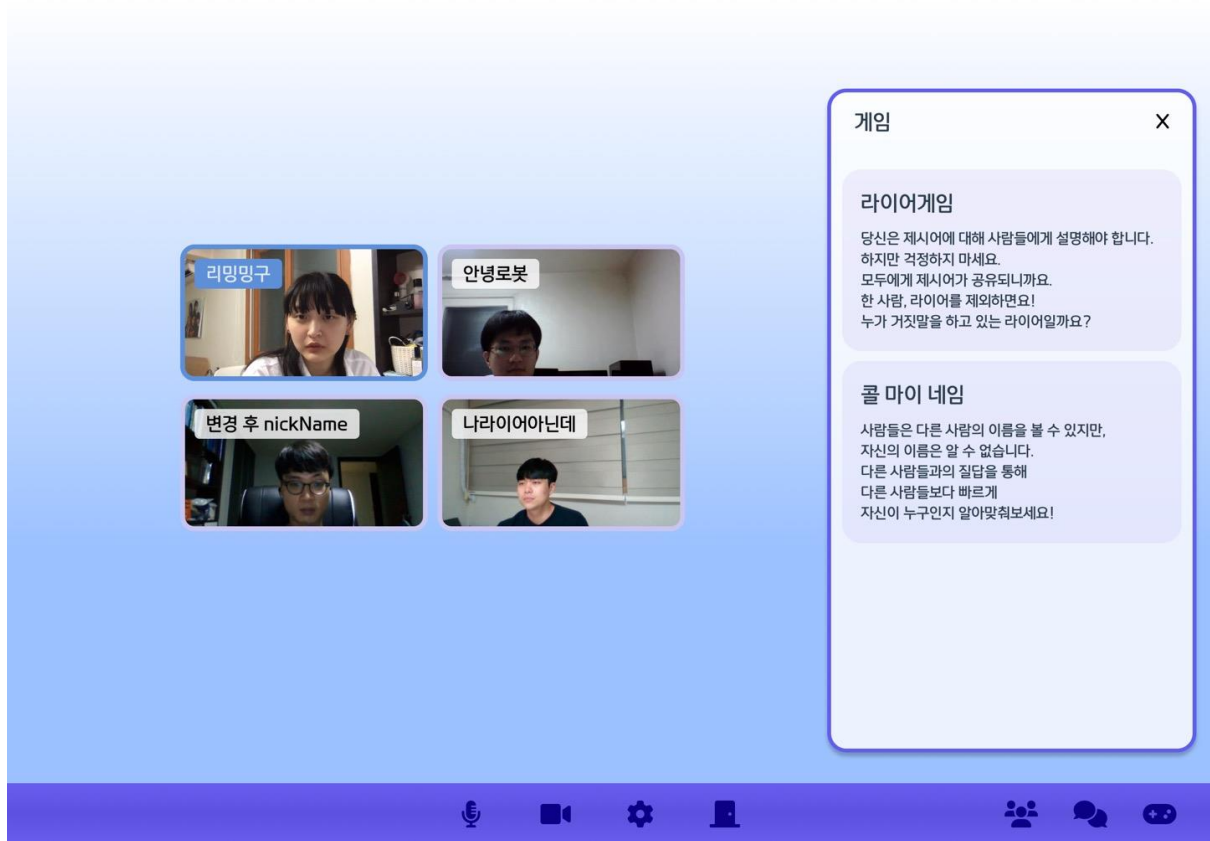 게임
X
라이어게임
당신은 제시어에 대해 사람들에게 설명해야 합니다.
하지만 걱정하지 마세요.
모두에게 제시어가 공유되니까요.
한 사람, 라이어를 제외하면요!
누가 거짓말을 하고 있는 라이어일까요?
리밍밍구
안녕로봇
변경 후 nickName
나라이어아닌데
콜 마이 네임
사람들은 다른 사람의 이름을 볼 수 있지만,
자신의 이름은 알 수 없습니다.
다른 사람들과의 질답을 통해
다른 사람들보다 빠르게
자신이 누구인지 알아맞춰보세요!